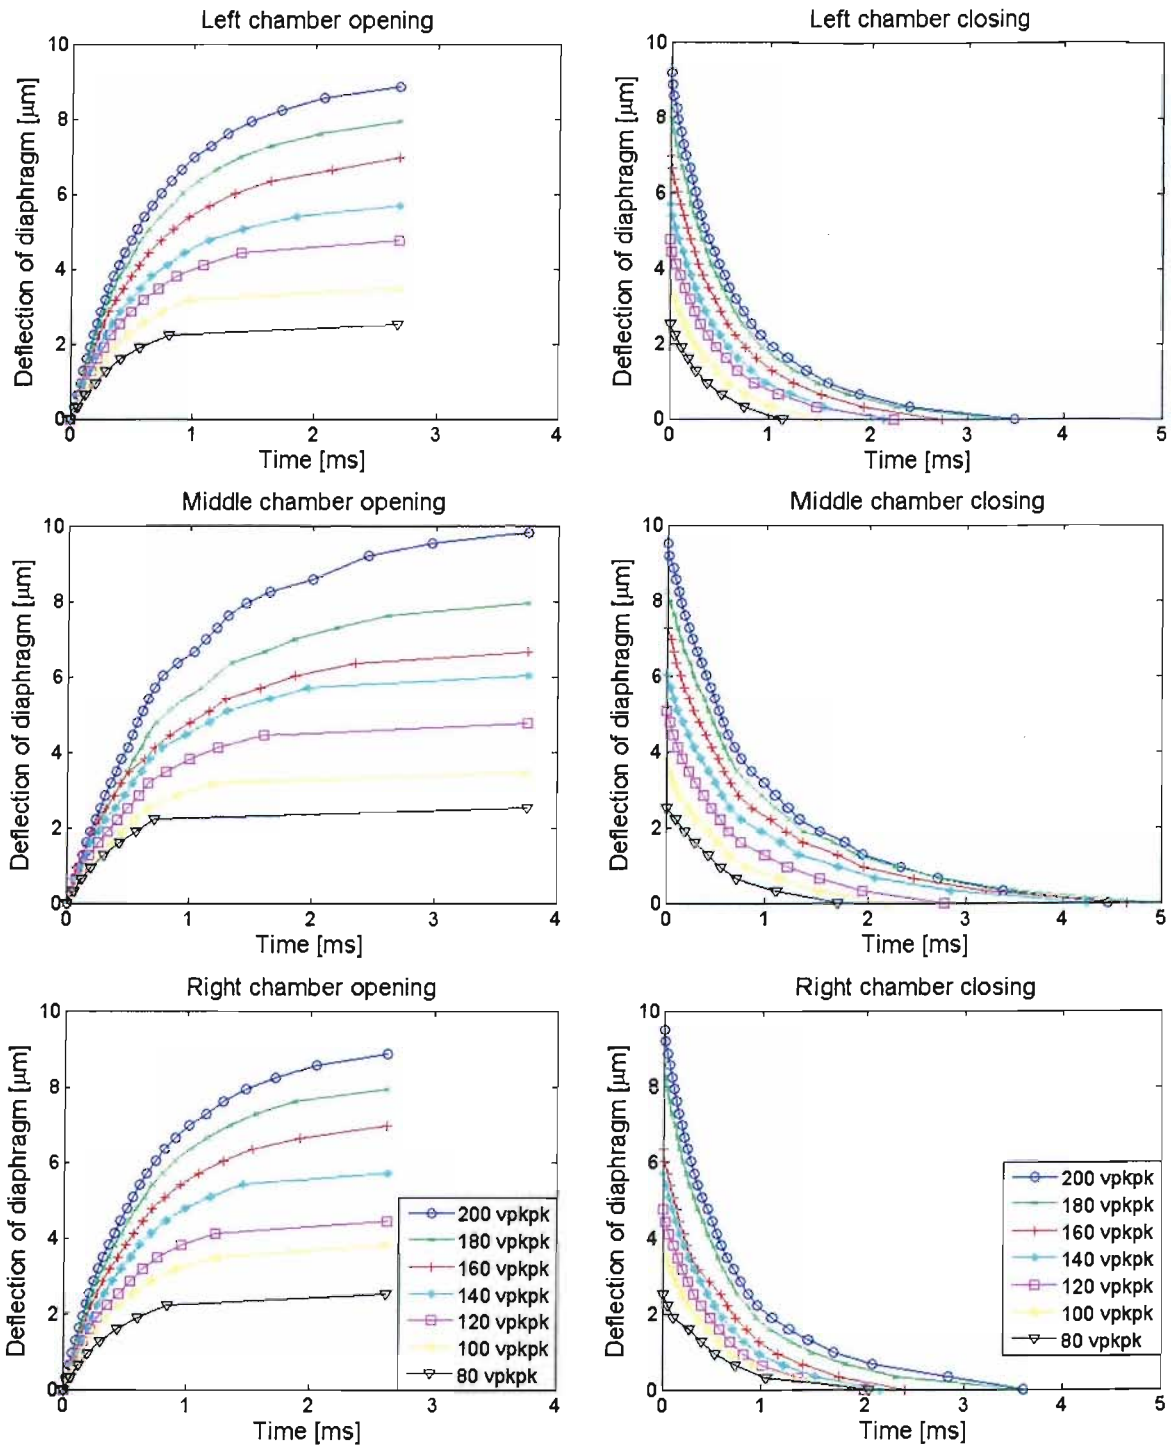 Left chamber opening
Left chamber closing
10
8
6
4
2
0
Deflection of diaphragm [µm]
0 1 2 3 4
Time [ms]
10
8
6
4
2
0
Deflection of diaphragm [µm]
0 1 2 3 4 5
Time [ms]
Middle chamber opening
Middle chamber closing
10
8
6
4
2
0
Deflection of diaphragm [µm]
0 1 2 3 4
Time [ms]
10
8
6
4
2
0
Deflection of diaphragm [µm]
0 1 2 3 4 5
Time [ms]
Right chamber opening
Right chamber closing
10
8
6
4
2
0
Deflection of diaphragm [µm]
200 vpkpk
180 vpkpk
160 vpkpk
140 vpkpk
120 vpkpk
100 vpkpk
80 vpkpk
0 1 2 3 4
Time [ms]
10
8
6
4
2
0
Deflection of diaphragm [µm]
200 vpkpk
180 vpkpk
160 vpkpk
140 vpkpk
120 vpkpk
100 vpkpk
80 vpkpk
0 1 2 3 4 5
Time [ms]